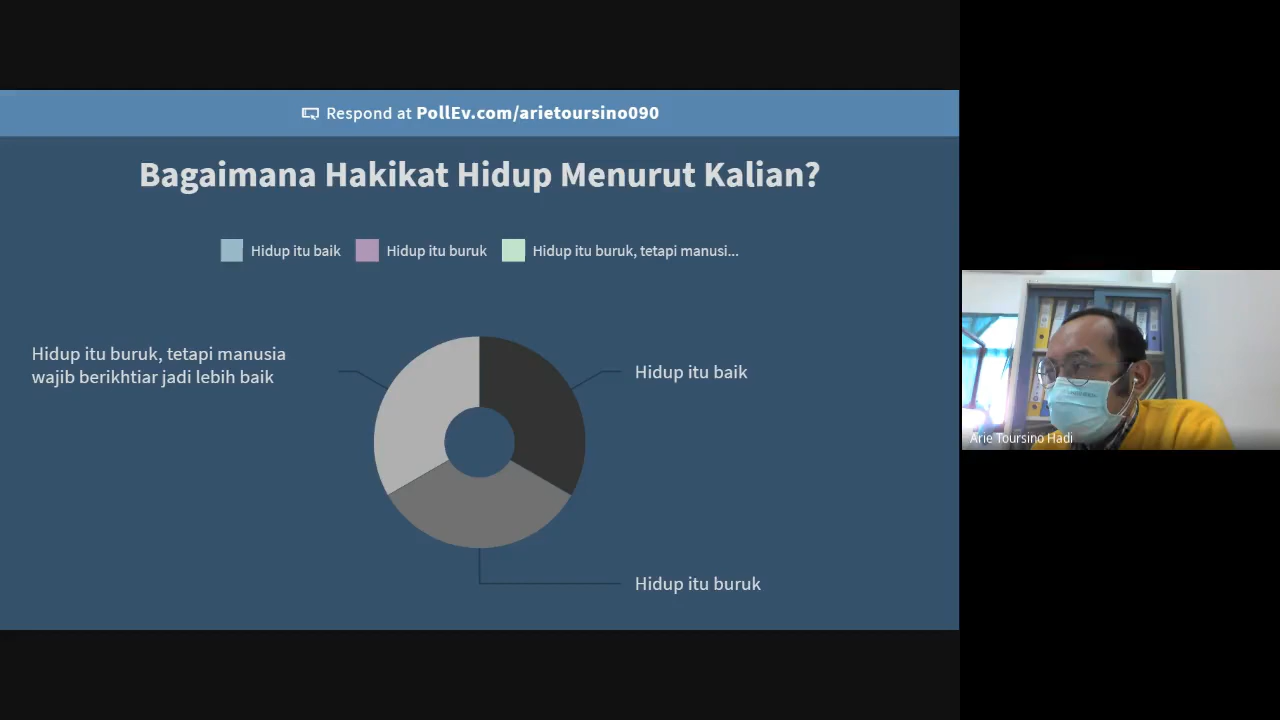 Respond at PollEv.com/arietoursino090
Bagaimana Hakikat Hidup Menurut Kalian?
Hidup itu baik
Hidup itu buruk
Hidup itu buruk, tetapi manusi...
Hidup itu buruk, tetapi manusia
wajib berikhtiar jadi lebih baik
Hidup itu baik
Hidup itu buruk
Arie Toursino Hadi